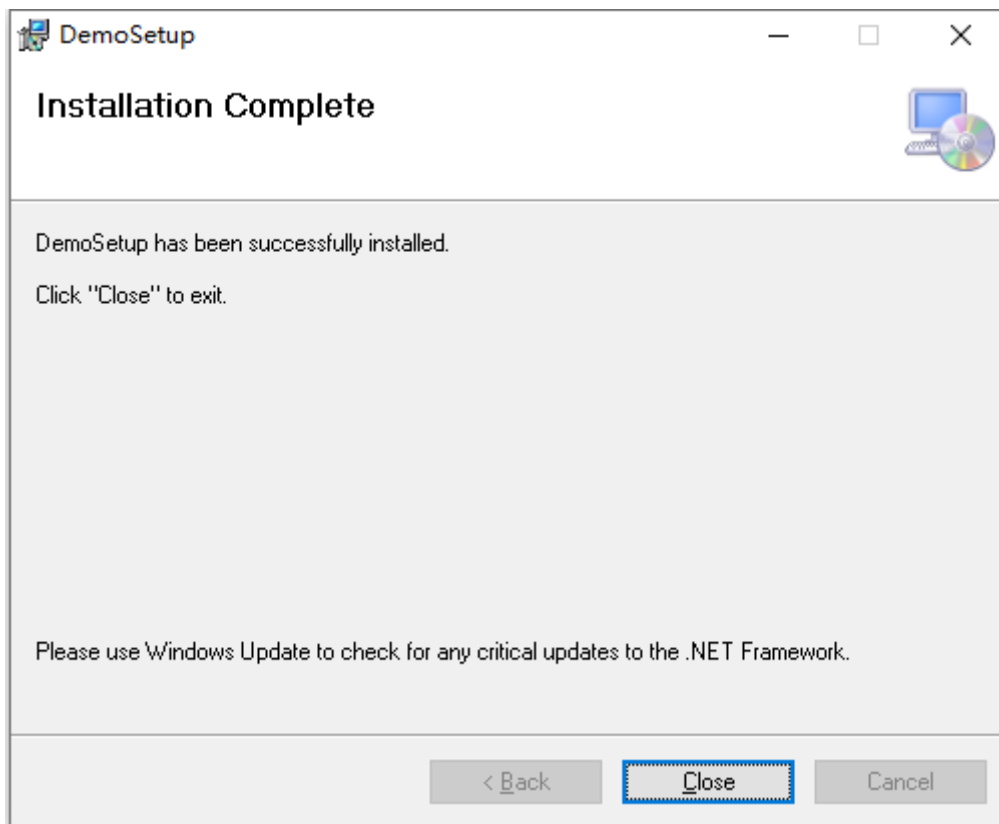 DemoSetup
Installation Complete
DemoSetup has been successfully installed.
Click "Close" to exit.
Please use Windows Update to check for any critical updates to the .NET Framework.
< Back
Close
Cancel